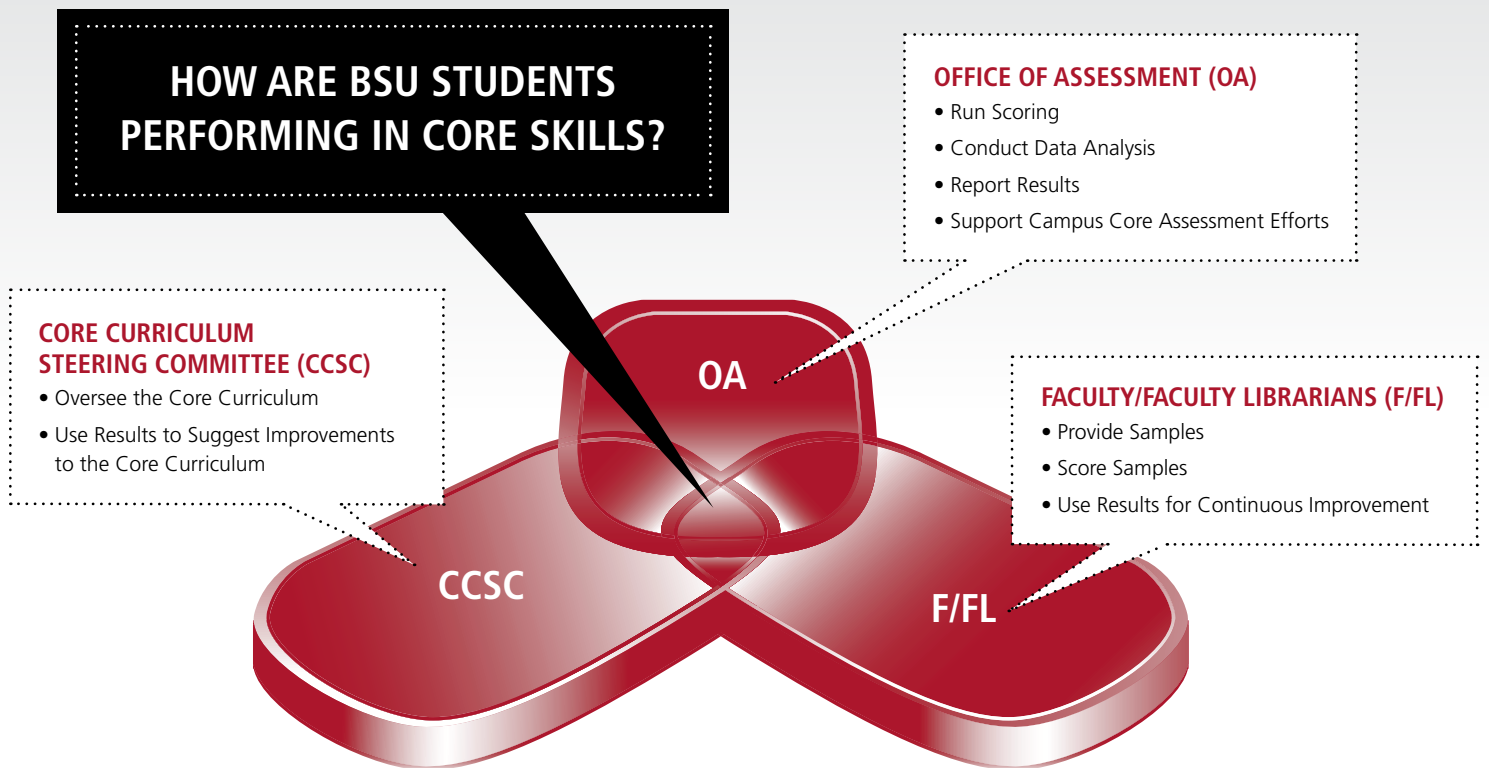 HOW ARE BSU STUDENTS
PERFORMING IN CORE SKILLS?
OFFICE OF ASSESSMENT (OA)
• Run Scoring
• Conduct Data Analysis
• Report Results
• Support Campus Core Assessment Efforts
CORE CURRICULUM
STEERING COMMITTEE (CCSC)
• Oversee the Core Curriculum
• Use Results to Suggest Improvements
to the Core Curriculum
OA
FACULTY/FACULTY LIBRARIANS (F/FL)
• Provide Samples
• Score Samples
• Use Results for Continuous Improvement
CCSC
F/FL